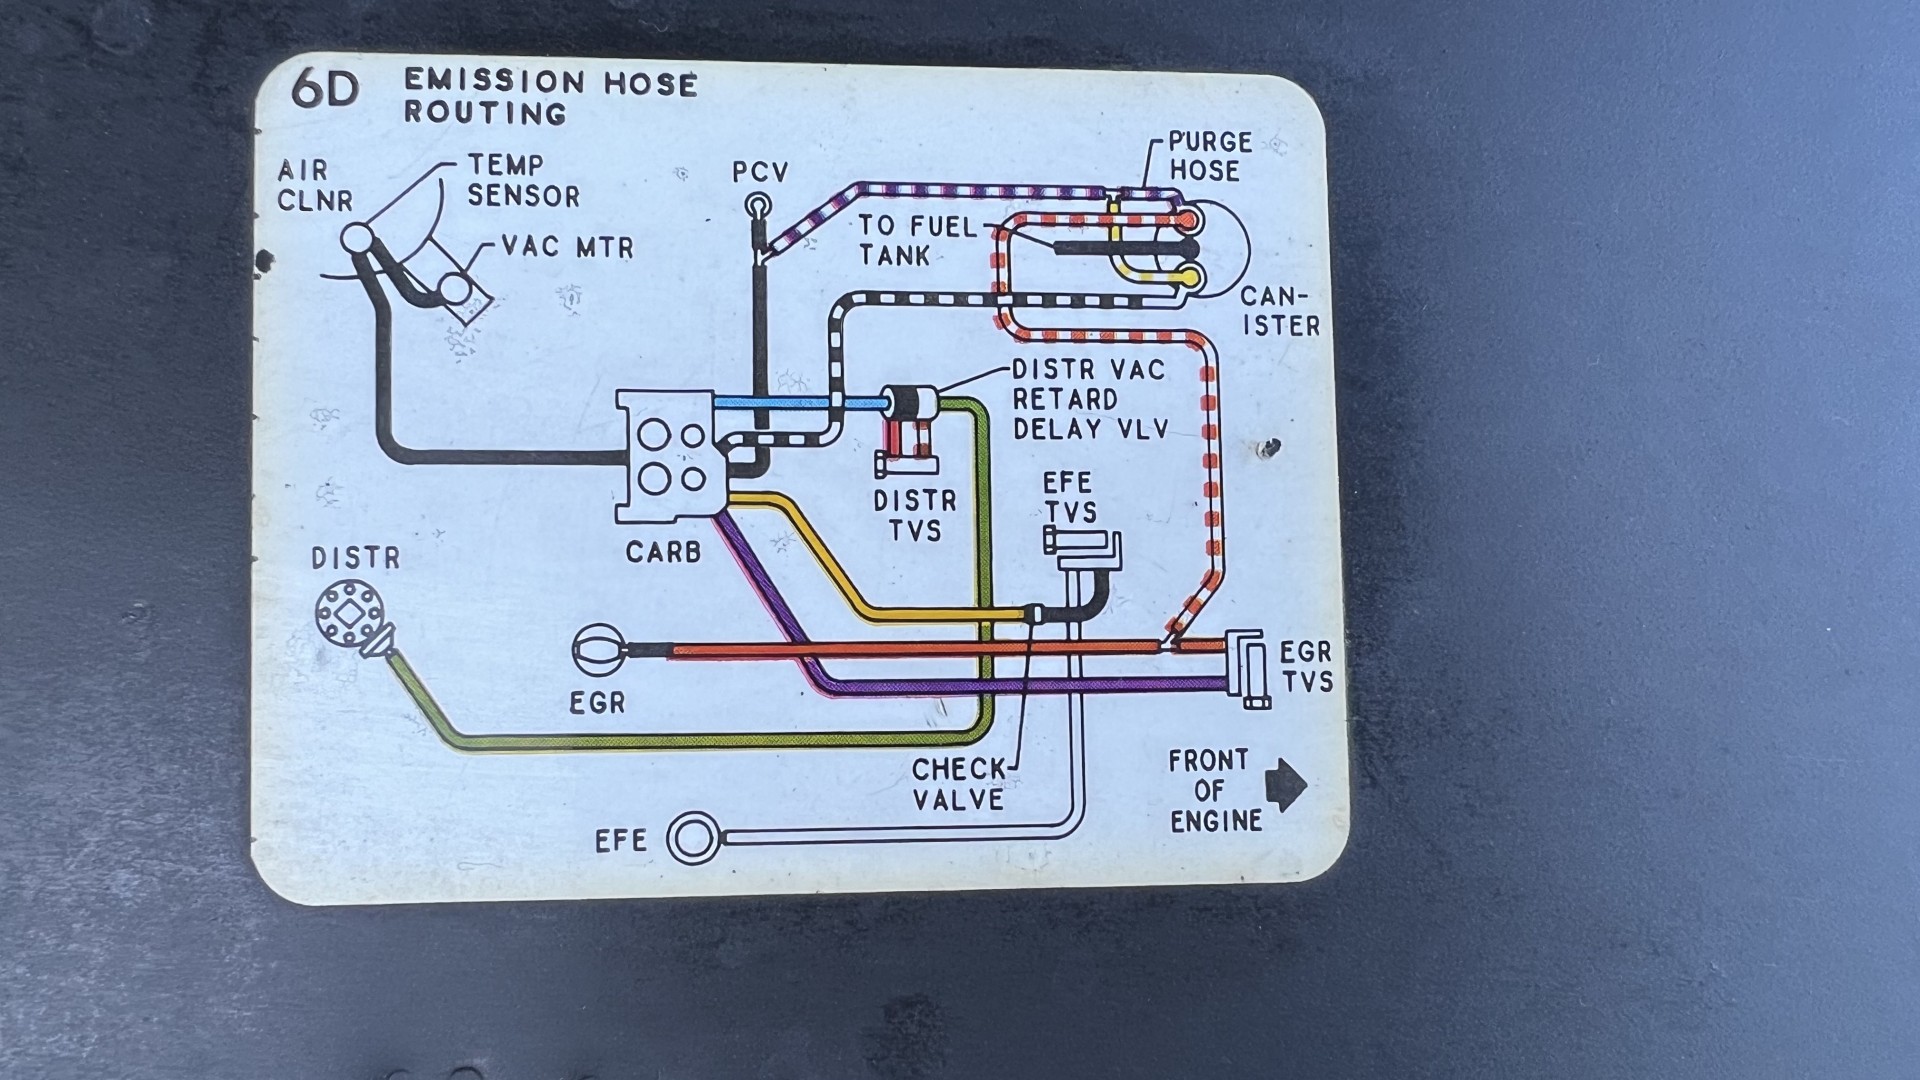 6D EMISSION HOSE
ROUTING
AIR
CLNR
TEMP
SENSOR
VAC MTR
PCV
PURGE
HOSE
TO FUEL
TANK
CAN-
ISTER
DISTR VAC
RETARD
DELAY VLV
DISTR
TVS
EFE
TVS
CARB
DISTR
EGR
EGR
TVS
CHECK
VALVE
FRONT
OF
ENGINE
EFE